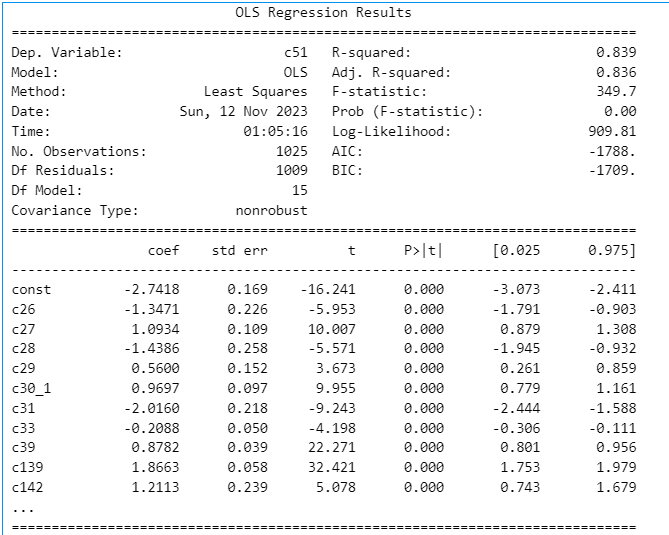 OLS Regression Results
==============================================================================
Dep. Variable: c51 R-squared: 0.839
Model: OLS Adj. R-squared: 0.836
Method: Least Squares F-statistic: 349.7
Date: Sun, 12 Nov 2023 Prob (F-statistic): 0.00
Time: 01:05:16 Log-Likelihood: 909.81
No. Observations: 1025 AIC: -1788.
Df Residuals: 1009 BIC: -1709.
Df Model: 15
Covariance Type: nonrobust
==============================================================================
coef std err t P>|t| [0.025 0.975]
------------------------------------------------------------------------------
const -2.7418 0.169 -16.241 0.000 -3.073 -2.411
c26 -1.3471 0.226 -5.953 0.000 -1.791 -0.903
c27 1.0934 0.109 10.007 0.000 0.879 1.308
c28 -1.4386 0.258 -5.571 0.000 -1.945 -0.932
c29 0.5600 0.152 3.673 0.000 0.261 0.859
c30_1 0.9697 0.097 9.955 0.000 0.779 1.161
c31 -2.0160 0.218 -9.243 0.000 -2.444 -1.588
c33 -0.2088 0.050 -4.198 0.000 -0.306 -0.111
c39 0.8782 0.039 22.271 0.000 0.801 0.956
c139 1.8663 0.058 32.421 0.000 1.753 1.979
c142 1.2113 0.239 5.078 0.000 0.743 1.679
...
==============================================================================